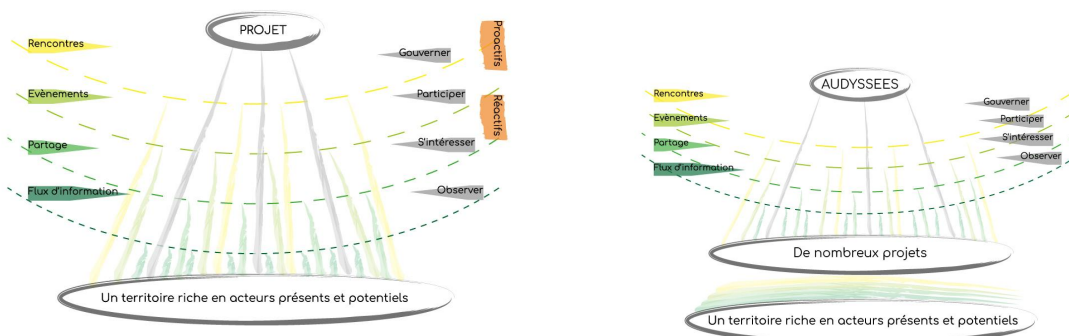 PROJET
Rencontres
Gouverner
Proactifs
Evènements
Participer
Réactifs
Partage
S'intéresser
Flux d'information
Observer
Un territoire riche en acteurs présents et potentiels
AUDYSSEES
Rencontres
Gouverner
Evènements
Participer
Partage
S'intéresser
Flux d'information
Observer
De nombreux projets
Un territoire riche en acteurs présents et potentiels